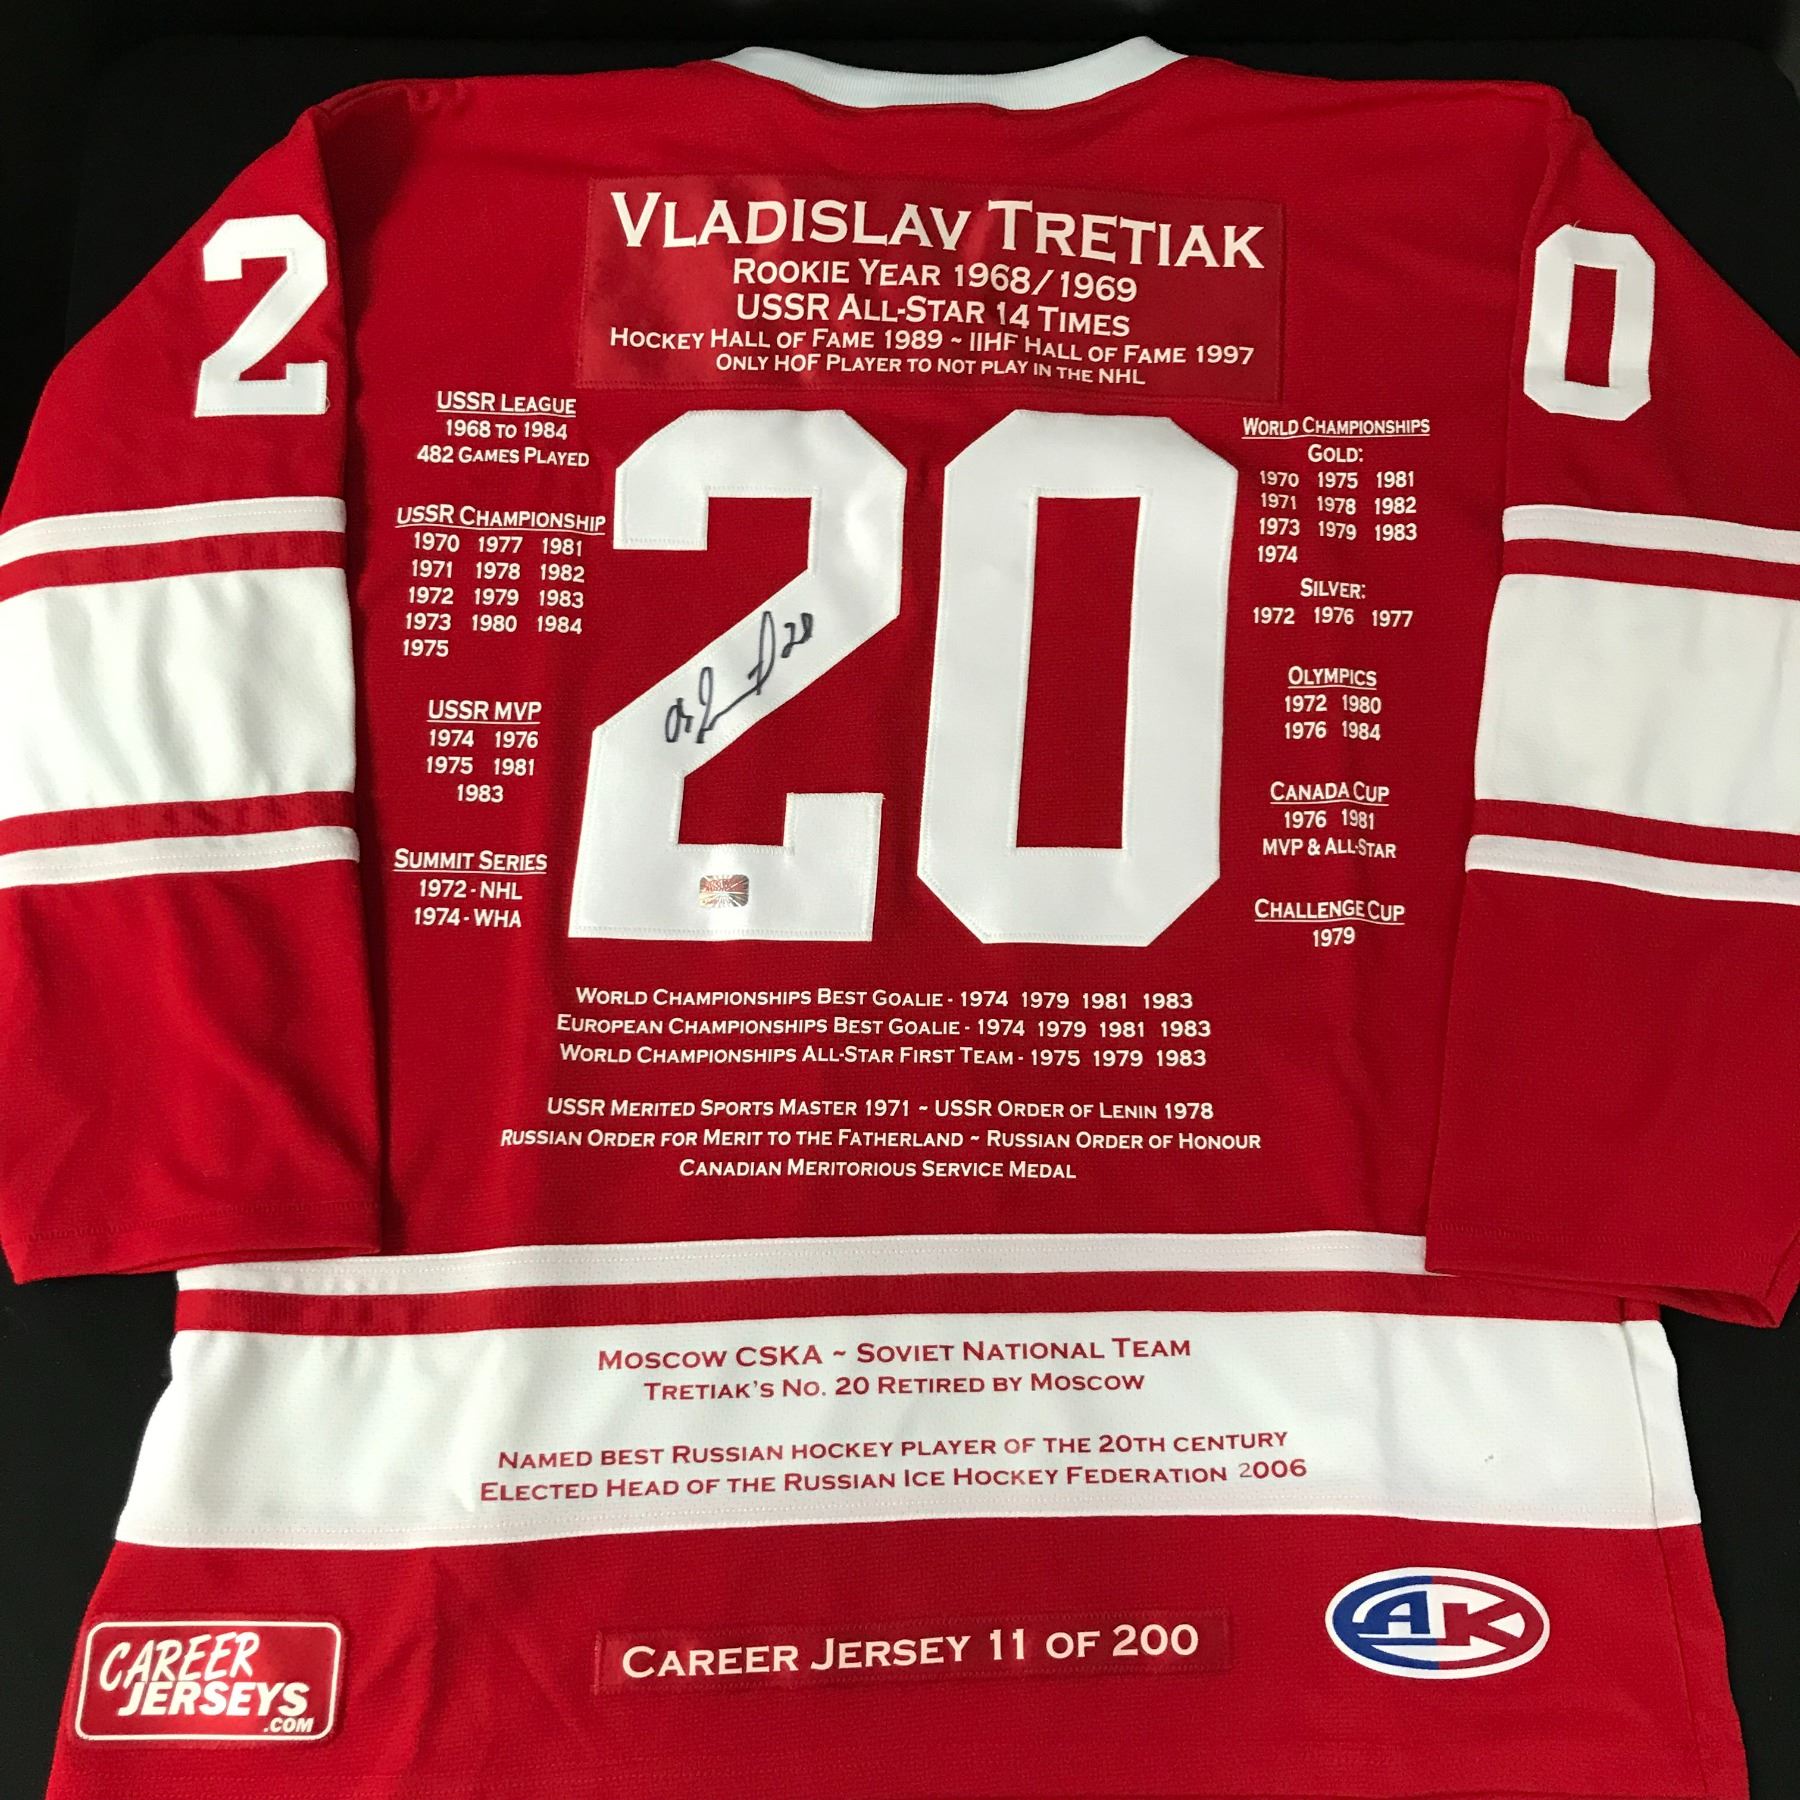 VLADISLAV TRETIAK
ROOKIE YEAR 1968/1969
USSR ALL-STAR 14 TIMES
HOCKEY HALL OF FAME 1989 ~ IIHF HALL OF FAME 1997
ONLY HOF PLAYER TO NOT PLAY IN THE NHL
2
0
20
USSR LEAGUE
1968 TO 1984
482 GAMES PLAYED
USSR CHAMPIONSHIP
1970 1977 1981
1971 1978 1982
1972 1979 1983
1973 1980 1984
1975
USSR MVP
1974 1976
1975 1981
1983
SUMMIT SERIES
1972 - NHL
1974 - WHA
20
WORLD CHAMPIONSHIPS
GOLD:
1970 1975 1981
1971 1978 1982
1973 1979 1983
1974
SILVER:
1972 1976 1977
OLYMPICS
1972 1980
1976 1984
CANADA CUP
1976 1981
MVP & ALL-STAR
CHALLENGE CUP
1979
WORLD CHAMPIONSHIPS BEST GOALIE - 1974 1979 1981 1983
EUROPEAN CHAMPIONSHIPS BEST GOALIE - 1974 1979 1981 1983
WORLD CHAMPIONSHIPS ALL-STAR FIRST TEAM - 1975 1979 1983
USSR MERITED SPORTS MASTER 1971 ~ USSR ORDER OF LENIN 1978
RUSSIAN ORDER FOR MERIT TO THE FATHERLAND ~ RUSSIAN ORDER OF HONOUR
CANADIAN MERITORIOUS SERVICE MEDAL
MOSCOW CSKA ~ SOVIET NATIONAL TEAM
TRETIAK'S NO. 20 RETIRED BY MOSCOW
NAMED BEST RUSSIAN HOCKEY PLAYER OF THE 20TH CENTURY
ELECTED HEAD OF THE RUSSIAN ICE HOCKEY FEDERATION 2006
CAREER
JERSEYS
.COM
CAREER JERSEY 11 OF 200
AK